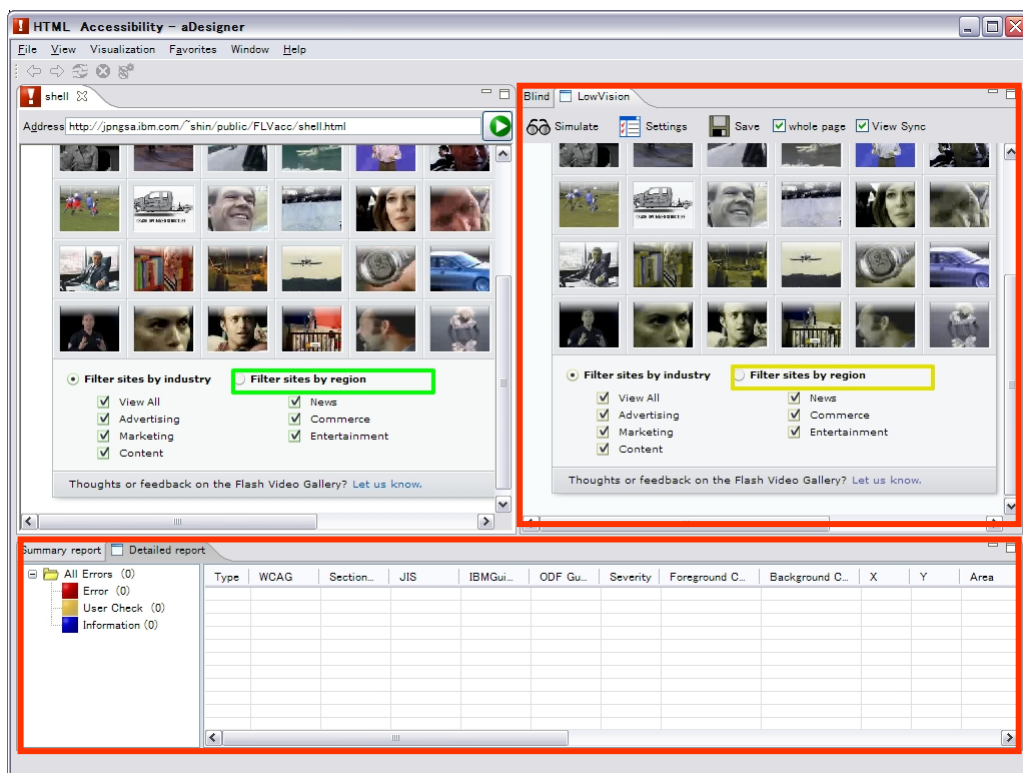 HTML Accessibility - aDesigner
File View Visualization Favorites Window Help
shell
Address http://jpngsa.ibm.com/~shin/public/FLVacc/shell.html
Filter sites by industry Filter sites by region
View All News
Advertising Commerce
Marketing Entertainment
Content
Thoughts or feedback on the Flash Video Gallery? Let us know.
Blind LowVision
Simulate Settings Save whole page View Sync
Filter sites by industry Filter sites by region
View All News
Advertising Commerce
Marketing Entertainment
Content
Thoughts or feedback on the Flash Video Gallery? Let us know.
Summary report Detailed report
All Errors (0)
Error (0)
User Check (0)
Information (0)
Type WCAG Section... JIS IBMGui... ODF Gu... Severity Foreground C... Background C... X Y Area